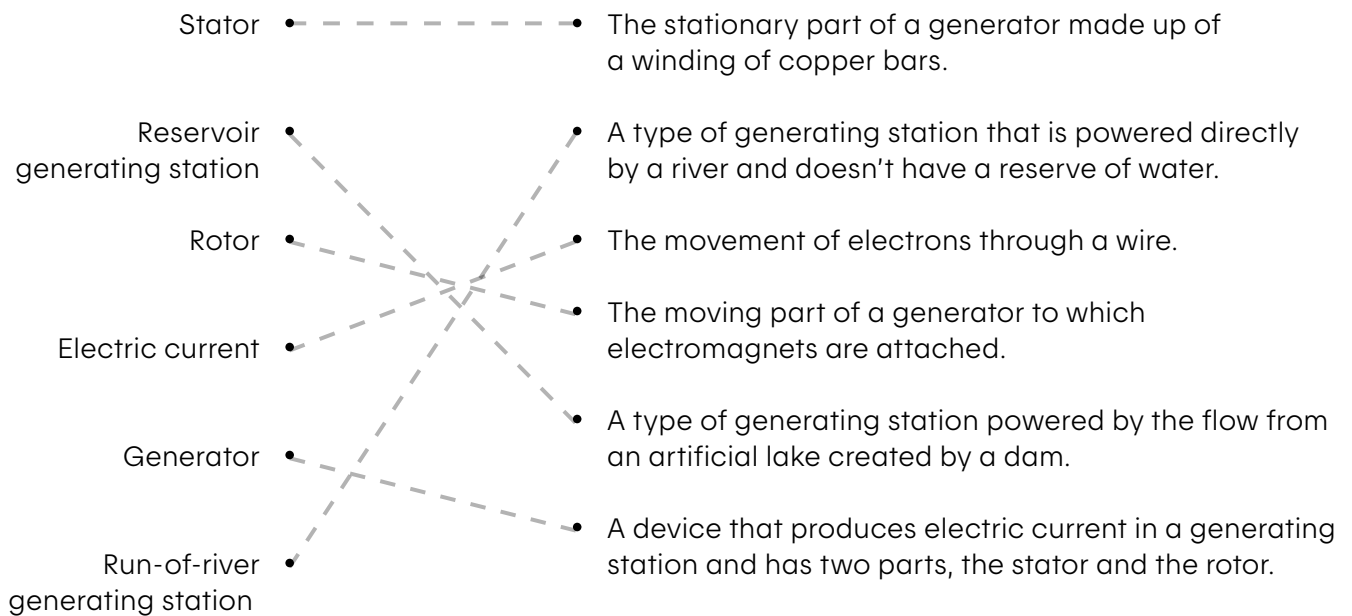 Stator
Reservoir
generating station
Rotor
Electric current
Generator
Run-of-river
generating station
The stationary part of a generator made up of
a winding of copper bars.
A type of generating station that is powered directly
by a river and doesn't have a reserve of water.
The movement of electrons through a wire.
The moving part of a generator to which
electromagnets are attached.
A type of generating station powered by the flow from
an artificial lake created by a dam.
A device that produces electric current in a generating
station and has two parts, the stator and the rotor.